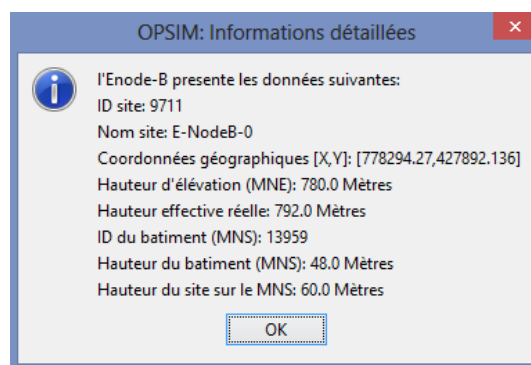 OPSIM: Informations détaillées
l'Enode-B presente les données suivantes:
ID site: 9711
Nom site: E-NodeB-0
Coordonnées géographiques [X,Y]: [778294.27,427892.136]
Hauteur d'élévation (MNE): 780.0 Mètres
Hauteur effective réelle: 792.0 Mètres
ID du batiment (MNS): 13959
Hauteur du batiment (MNS): 48.0 Mètres
Hauteur du site sur le MNS: 60.0 Mètres
OK